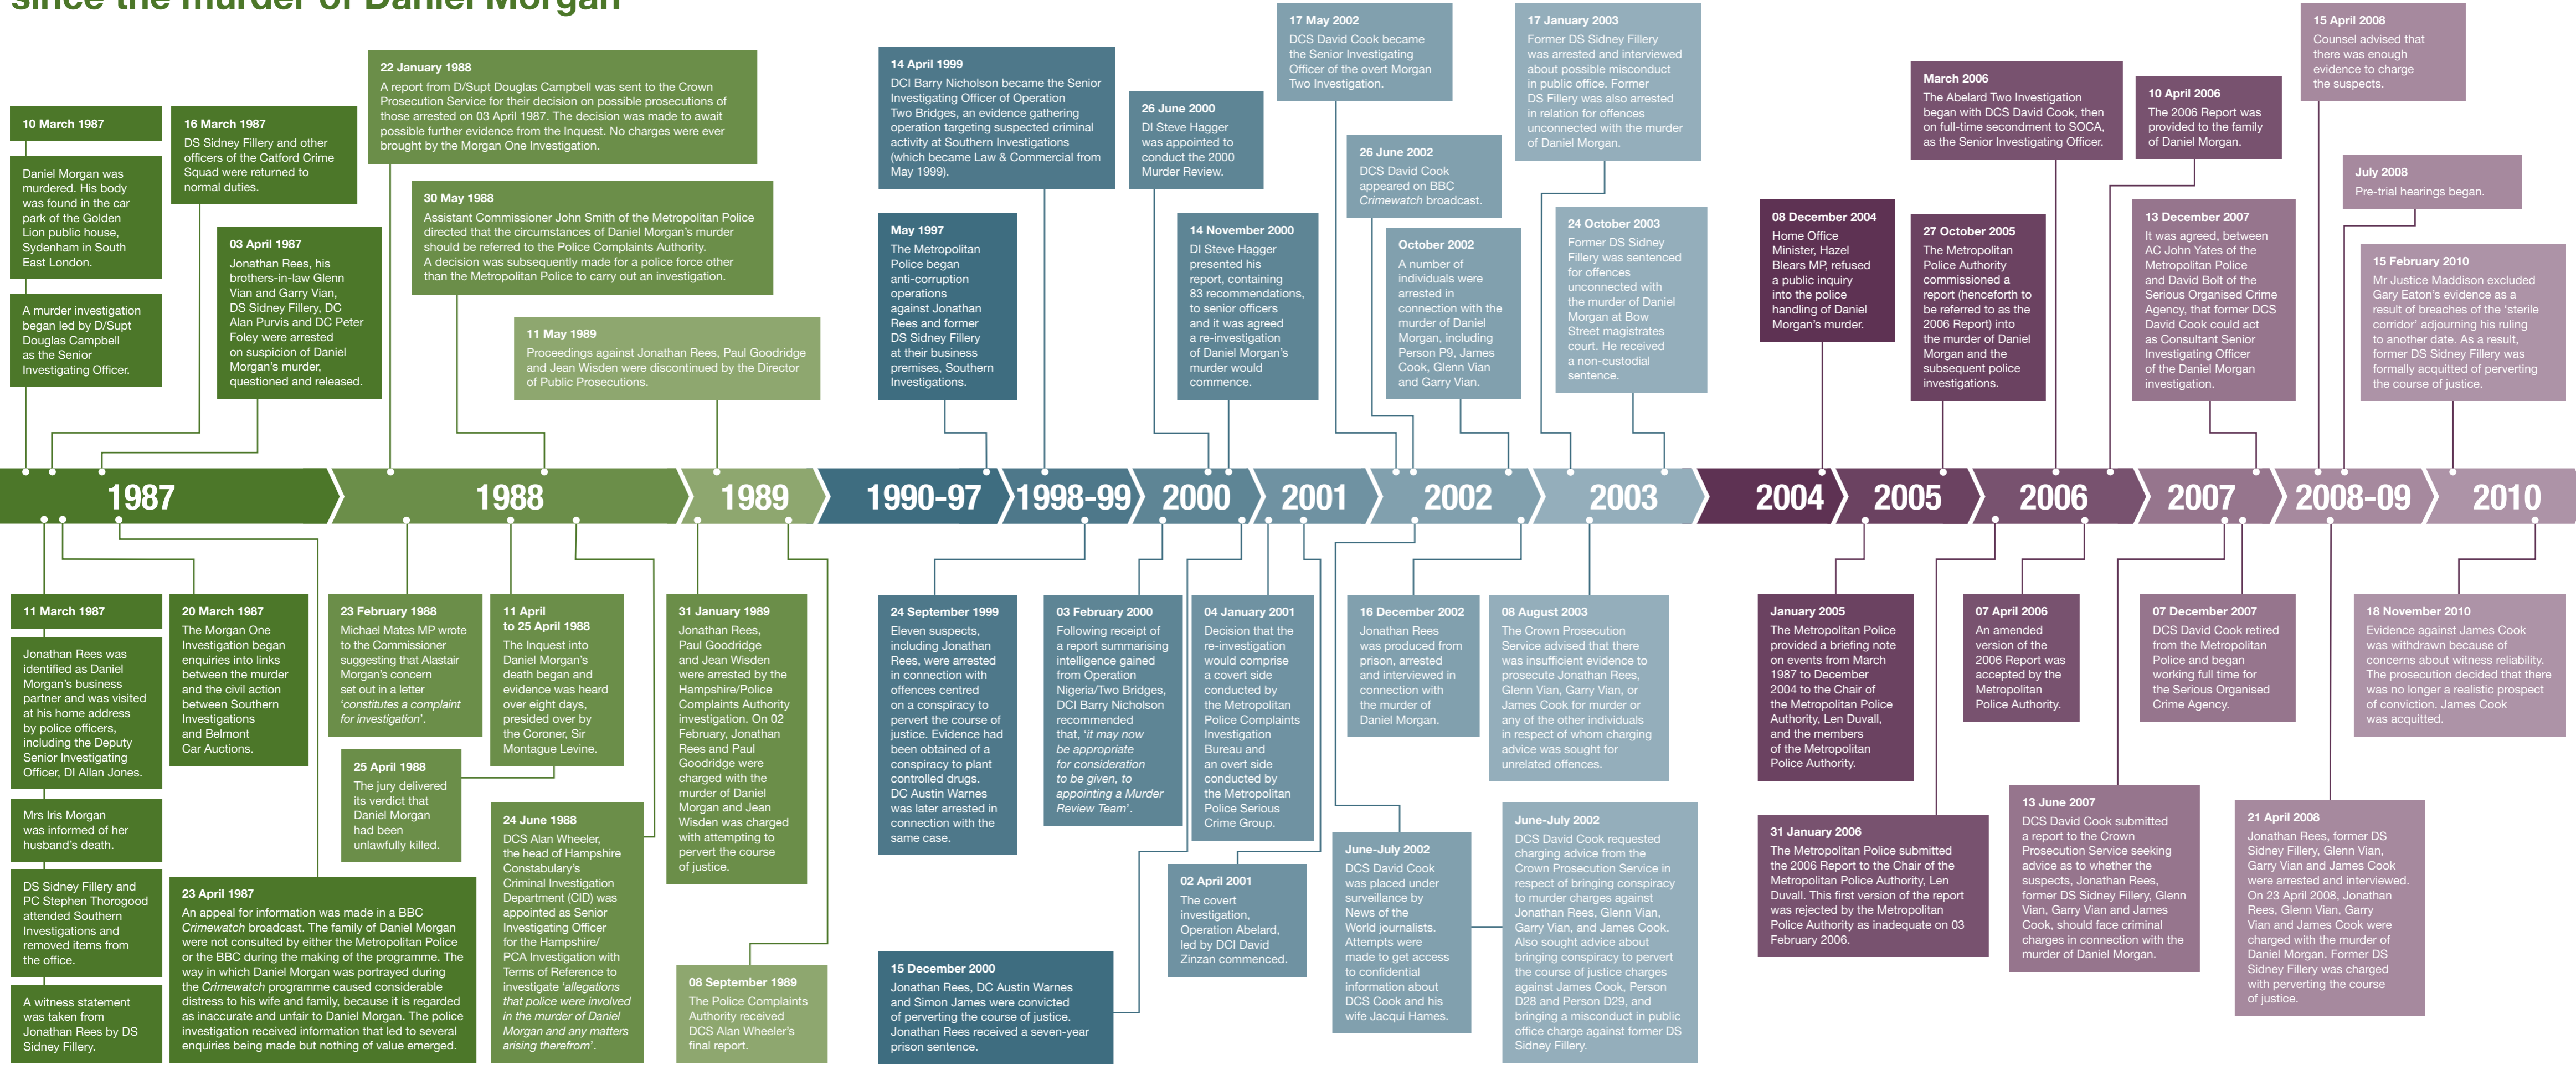 since the murder of Daniel Morgan
10 March 1987
Daniel Morgan was
murdered. His body
was found in the car
park of the Golden
Lion public house,
Sydenham in South
East London.
A murder investigation
began led by D/Supt
Douglas Campbell
as the Senior
Investigating Officer.
16 March 1987
DS Sidney Fillery and other
officers of the Catford Crime
Squad were returned to
normal duties.
03 April 1987
Jonathan Rees, his
brothers-in-law Glenn
Vian and Garry Vian,
DS Sidney Fillery, DC
Alan Purvis and DC Peter
Foley were arrested
on suspicion of Daniel
Morgan's murder,
questioned and released.
22 January 1988
A report from D/Supt Douglas Campbell was sent to the Crown
Prosecution Service for their decision on possible prosecutions of
those arrested on 03 April 1987. The decision was made to await
possible further evidence from the Inquest. No charges were ever
brought by the Morgan One Investigation.
30 May 1988
Assistant Commissioner John Smith of the Metropolitan Police
directed that the circumstances of Daniel Morgan's murder
should be referred to the Police Complaints Authority.
A decision was subsequently made for a police force other
than the Metropolitan Police to carry out an investigation.
11 May 1989
Proceedings against Jonathan Rees, Paul Goodridge
and Jean Wisden were discontinued by the Director
of Public Prosecutions.
14 April 1999
DCI Barry Nicholson became the Senior
Investigating Officer of Operation
Two Bridges, an evidence gathering
operation targeting suspected criminal
activity at Southern Investigations
(which became Law & Commercial from
May 1999).
May 1997
The Metropolitan
Police began
anti-corruption
operations
against Jonathan
Rees and former
DS Sidney Fillery
at their business
premises, Southern
Investigations.
26 June 2000
DI Steve Hagger
was appointed to
conduct the 2000
Murder Review.
14 November 2000
DI Steve Hagger
presented his
report, containing
83 recommendations,
to senior officers
and it was agreed
a re-investigation
of Daniel Morgan's
murder would
commence.
17 May 2002
DCS David Cook became
the Senior Investigating
Officer of the overt Morgan
Two Investigation.
26 June 2002
DCS David Cook
appeared on BBC
Crimewatch broadcast.
October 2002
A number of
individuals were
arrested in
connection with the
murder of Daniel
Morgan, including
Person P9, James
Cook, Glenn Vian
and Garry Vian.
17 January 2003
Former DS Sidney Fillery
was arrested and interviewed
about possible misconduct
in public office. Former
DS Fillery was also arrested
in relation for offences
unconnected with the murder
of Daniel Morgan.
24 October 2003
Former DS Sidney
Fillery was sentenced
for offences
unconnected with
the murder of Daniel
Morgan at Bow
Street magistrates
court. He received
a non-custodial
sentence.
08 December 2004
Home Office
Minister, Hazel
Blears MP, refused
a public inquiry
into the police
handling of Daniel
Morgan's murder.
27 October 2005
The Metropolitan
Police Authority
commissioned a
report (henceforth to
be referred to as the
2006 Report) into
the murder of Daniel
Morgan and the
subsequent police
investigations.
March 2006
The Abelard Two Investigation
began with DCS David Cook, then
on full-time secondment to SOCA,
as the Senior Investigating Officer.
10 April 2006
The 2006 Report was
provided to the family
of Daniel Morgan.
13 December 2007
It was agreed, between
AC John Yates of the
Metropolitan Police
and David Bolt of the
Serious Organised Crime
Agency, that former DCS
David Cook could act
as Consultant Senior
Investigating Officer
of the Daniel Morgan
investigation.
15 April 2008
Counsel advised that
there was enough
evidence to charge
the suspects.
July 2008
Pre-trial hearings began.
15 February 2010
Mr Justice Maddison excluded
Gary Eaton's evidence as a
result of breaches of the 'sterile
corridor' adjourning his ruling
to another date. As a result,
former DS Sidney Fillery was
formally acquitted of perverting
the course of justice.
1987
1988
1989
1990-97
1998-99
2000
2001
2002
2003
2004
2005
2006
2007
2008-09
2010
11 March 1987
Jonathan Rees was
identified as Daniel
Morgan's business
partner and was visited
at his home address
by police officers,
including the Deputy
Senior Investigating
Officer, DI Allan Jones.
Mrs Iris Morgan
was informed of her
husband's death.
DS Sidney Fillery and
PC Stephen Thorogood
attended Southern
Investigations and
removed items from
the office.
A witness statement
was taken from
Jonathan Rees by DS
Sidney Fillery.
20 March 1987
The Morgan One
Investigation began
enquiries into links
between the murder
and the civil action
between Southern
Investigations
and Belmont
Car Auctions.
23 April 1987
An appeal for information was made in a BBC
Crimewatch broadcast. The family of Daniel Morgan
were not consulted by either the Metropolitan Police
or the BBC during the making of the programme. The
way in which Daniel Morgan was portrayed during
the Crimewatch programme caused considerable
distress to his wife and family, because it is regarded
as inaccurate and unfair to Daniel Morgan. The police
investigation received information that led to several
enquiries being made but nothing of value emerged.
23 February 1988
Michael Mates MP wrote
to the Commissioner
suggesting that Alastair
Morgan's concern
set out in a letter
'constitutes a complaint
for investigation'.
11 April
to 25 April 1988
The Inquest into
Daniel Morgan's
death began and
evidence was heard
over eight days,
presided over by
the Coroner, Sir
Montague Levine.
25 April 1988
The jury delivered
its verdict that
Daniel Morgan
had been
unlawfully killed.
24 June 1988
DCS Alan Wheeler,
the head of Hampshire
Constabulary's
Criminal Investigation
Department (CID) was
appointed as Senior
Investigating Officer
for the Hampshire/
PCA Investigation with
Terms of Reference to
investigate 'allegations
that police were involved
in the murder of Daniel
Morgan and any matters
arising therefrom'.
31 January 1989
Jonathan Rees,
Paul Goodridge
and Jean Wisden
were arrested by the
Hampshire/Police
Complaints Authority
investigation. On 02
February, Jonathan
Rees and Paul
Goodridge were
charged with the
murder of Daniel
Morgan and Jean
Wisden was charged
with attempting to
pervert the course
of justice.
08 September 1989
The Police Complaints
Authority received
DCS Alan Wheeler's
final report.
24 September 1999
Eleven suspects,
including Jonathan
Rees, were arrested
in connection with
offences centred
on a conspiracy to
pervert the course of
justice. Evidence had
been obtained of a
conspiracy to plant
controlled drugs.
DC Austin Warnes
was later arrested in
connection with the
same case.
15 December 2000
Jonathan Rees, DC Austin Warnes
and Simon James were convicted
of perverting the course of justice.
Jonathan Rees received a seven-year
prison sentence.
03 February 2000
Following receipt of
a report summarising
intelligence gained
from Operation
Nigeria/Two Bridges,
DCI Barry Nicholson
recommended
that, 'it may now
be appropriate
for consideration
to be given, to
appointing a Murder
Review Team'.
04 January 2001
Decision that the
re-investigation
would comprise
a covert side
conducted by
the Metropolitan
Police Complaints
Investigation
Bureau and
an overt side
conducted by
the Metropolitan
Police Serious
Crime Group.
02 April 2001
The covert
investigation,
Operation Abelard,
led by DCI David
Zinzan commenced.
16 December 2002
Jonathan Rees
was produced from
prison, arrested
and interviewed in
connection with
the murder of
Daniel Morgan.
June-July 2002
DCS David Cook
was placed under
surveillance by
News of the
World journalists.
Attempts were
made to get access
to confidential
information about
DCS Cook and his
wife Jacqui Hames.
08 August 2003
The Crown Prosecution
Service advised that there
was insufficient evidence to
prosecute Jonathan Rees,
Glenn Vian, Garry Vian, or
James Cook for murder or
any of the other individuals
in respect of whom charging
advice was sought for
unrelated offences.
June-July 2002
DCS David Cook requested
charging advice from the
Crown Prosecution Service in
respect of bringing conspiracy
to murder charges against
Jonathan Rees, Glenn Vian,
Garry Vian, and James Cook.
Also sought advice about
bringing conspiracy to pervert
the course of justice charges
against James Cook, Person
D28 and Person D29, and
bringing a misconduct in public
office charge against former DS
Sidney Fillery.
January 2005
The Metropolitan Police
provided a briefing note
on events from March
1987 to December
2004 to the Chair of
the Metropolitan Police
Authority, Len Duvall,
and the members
of the Metropolitan
Police Authority.
31 January 2006
The Metropolitan Police submitted
the 2006 Report to the Chair of the
Metropolitan Police Authority, Len
Duvall. This first version of the report
was rejected by the Metropolitan
Police Authority as inadequate on 03
February 2006.
07 April 2006
An amended
version of the
2006 Report was
accepted by the
Metropolitan
Police Authority.
13 June 2007
DCS David Cook submitted
a report to the Crown
Prosecution Service seeking
advice as to whether the
suspects, Jonathan Rees,
former DS Sidney Fillery, Glenn
Vian, Garry Vian and James
Cook, should face criminal
charges in connection with the
murder of Daniel Morgan.
07 December 2007
DCS David Cook retired
from the Metropolitan
Police and began
working full time for
the Serious Organised
Crime Agency.
21 April 2008
Jonathan Rees, former DS
Sidney Fillery, Glenn Vian,
Garry Vian and James Cook
were arrested and interviewed.
On 23 April 2008, Jonathan
Rees, Glenn Vian, Garry
Vian and James Cook were
charged with the murder of
Daniel Morgan. Former DS
Sidney Fillery was charged
with perverting the course
of justice.
18 November 2010
Evidence against James Cook
was withdrawn because of
concerns about witness reliability.
The prosecution decided that there
was no longer a realistic prospect
of conviction. James Cook
was acquitted.